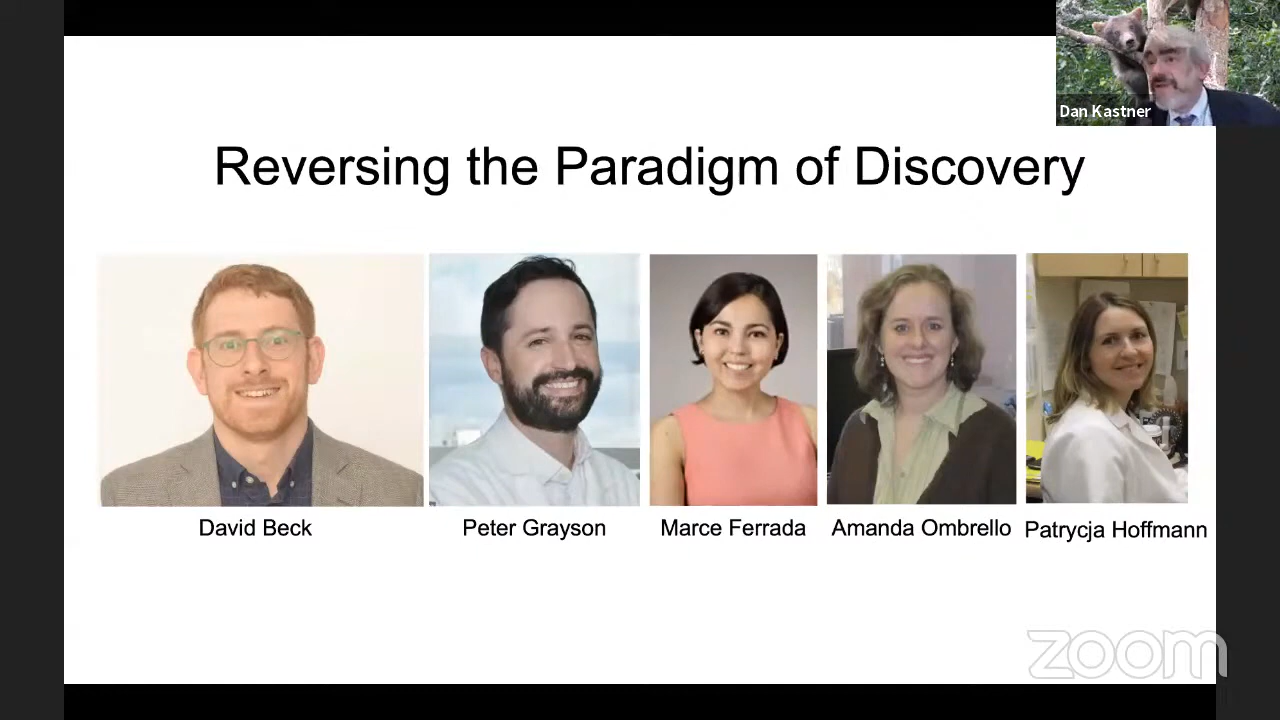 Dan Kastner
Reversing the Paradigm of Discovery
David Beck
Peter Grayson
Marce Ferrada
Amanda Ombrello
Patrycja Hoffmann
zoom